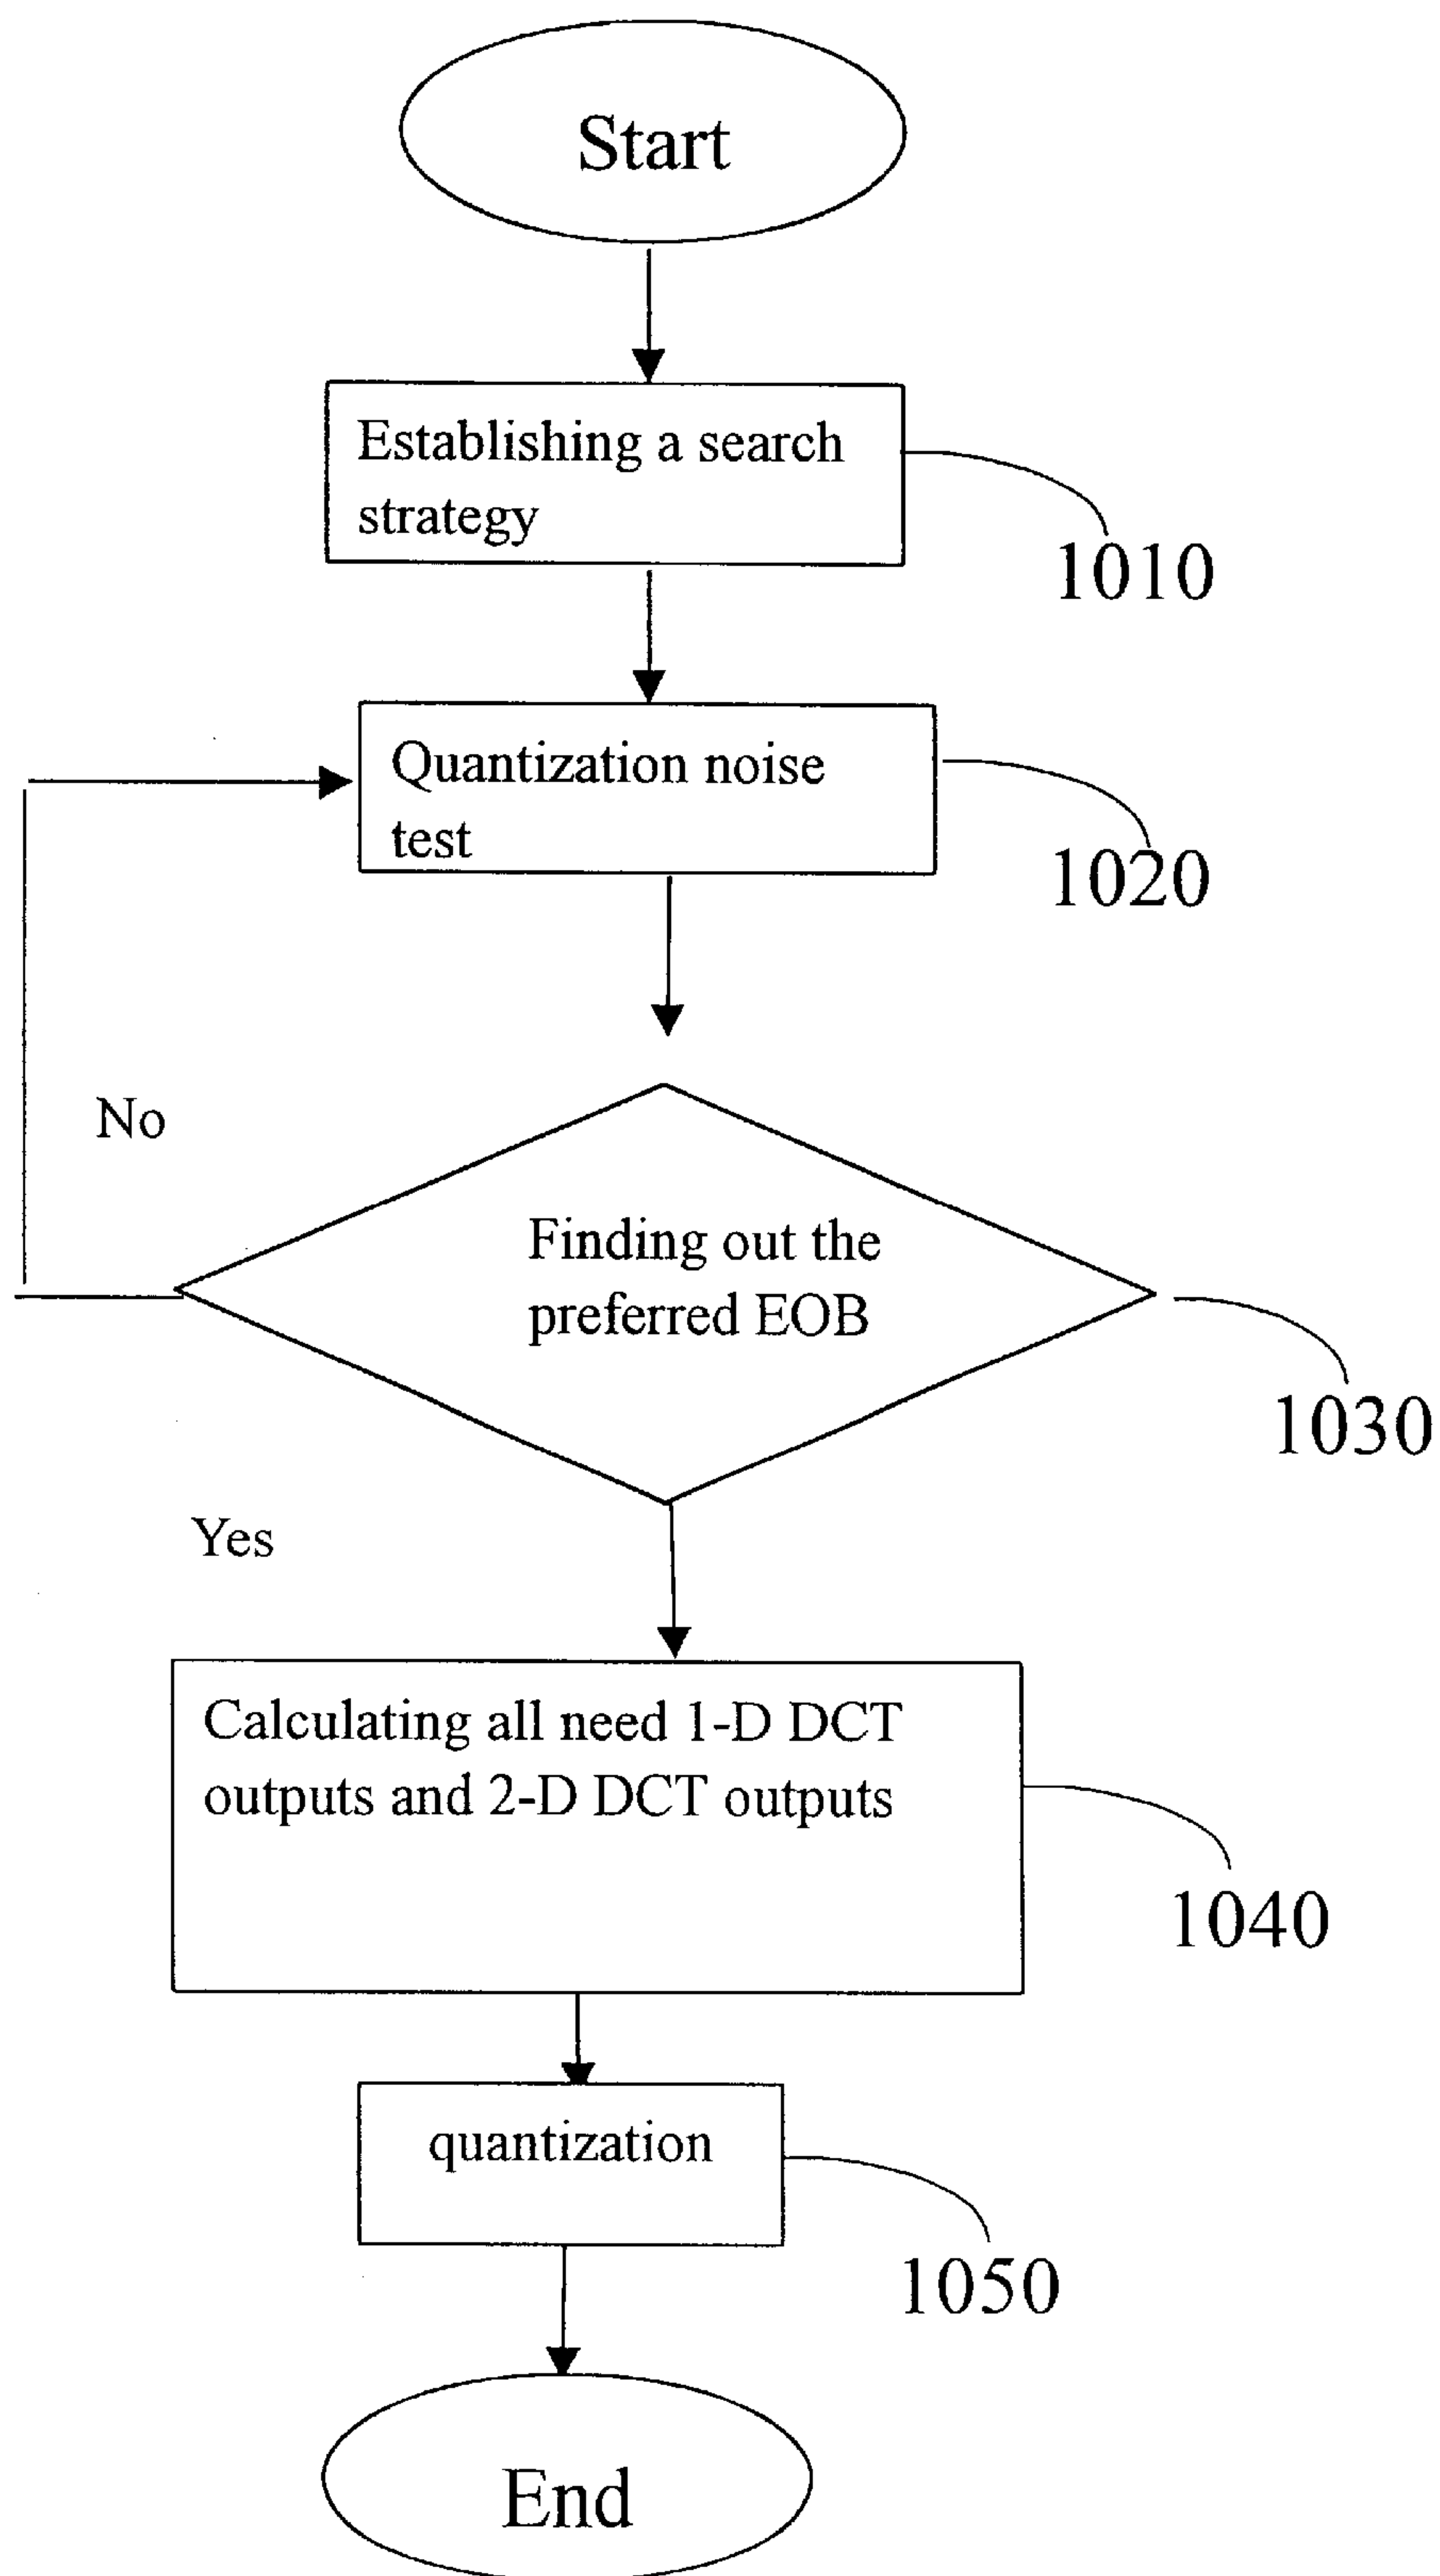 Start
Establishing a search
strategy
1010
Quantization noise
test
1020
No
Finding out the
preferred EOB
1030
Yes
Calculating all need 1-D DCT
outputs and 2-D DCT outputs
1040
quantization
1050
End